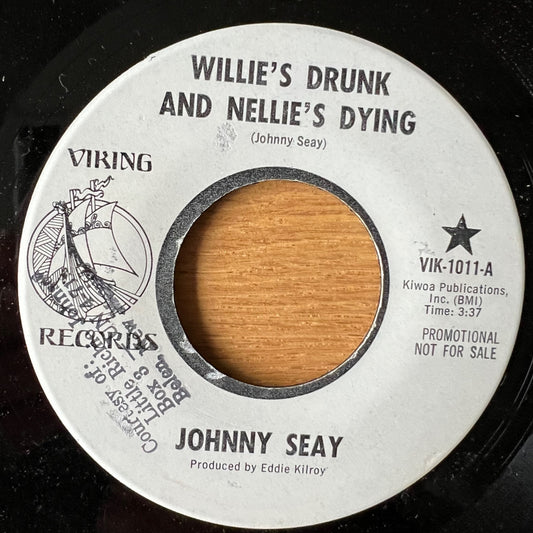 WILLIE'S DRUNK
AND NELLIE'S DYING
(Johnny Seay)
VIKING
RECORDS
VIK-1011-A
Kiwoa Publications,
Inc. (BMI)
Time: 3:37
PROMOTIONAL
NOT FOR SALE
Courtesy of:
Little Richie Johnson
Box 3
Belen,
JOHNNY SEAY
Produced by Eddie Kilroy